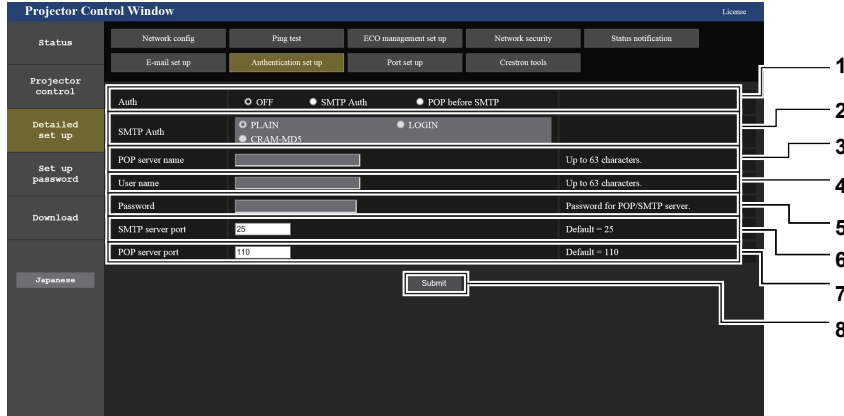 Projector Control Window
License
Status
Projector
control
Detailed
set up
Set up
password
Download
Japanese
Network config Ping test ECO management set up Network security Status notification
E-mail set up Authentication set up Port set up Crestron tools
Auth OFF SMTP Auth POP before SMTP
SMTP Auth PLAIN LOGIN
CRAM-MD5
POP server name Up to 63 characters.
User name Up to 63 characters.
Password Password for POP/SMTP server.
SMTP server port 25 Default = 25
POP server port 110 Default = 110
Submit
1
2
3
4
5
6
7
8